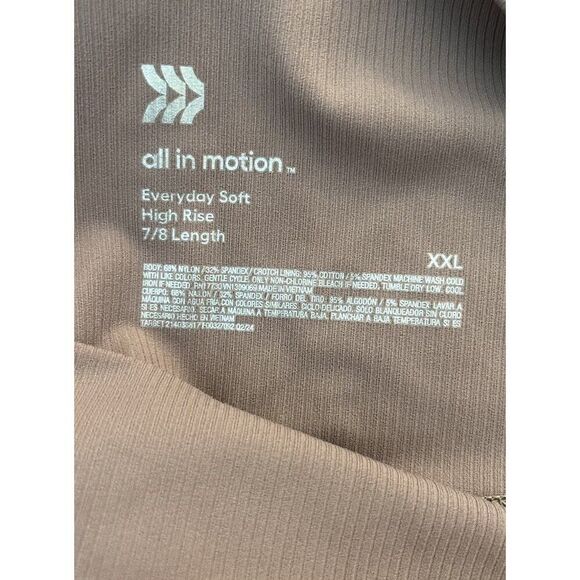 all in motion™
Everyday Soft
High Rise
7/8 Length
XXL
BODY: 68% NYLON /32% SPANDEX/ CROTCH LINING: 95% COTTON / 5% SPANDEX MACHINE WASH COLD
WITH LIKE COLORS, GENTLE CYCLE. ONLY NON-CHLORINE BLEACH IF NEEDED, TUMBLE DRY LOW. COOL
IRON IF NEEDED. MADE IN VIETNAM
CUERPO: 68% NAILON / 32% SPANDEX / FORRO DEL TIRO: 95% ALGODÓN / 5% SPANDEX LAVAR A
MÁQUINA CON AGUA FRÍA CON COLORES SIMILARES. CICLO DELICADO. SOLO BLANQUEADOR SIN CLORO
SI ES NECESARIO. SECAR A MÁQUINA A TEMPERATURA BAJA. PLANCHAR A BAJA TEMPERATURA SI ES
NECESARIO HECHO EN VIETNAM
TARGET 02/24